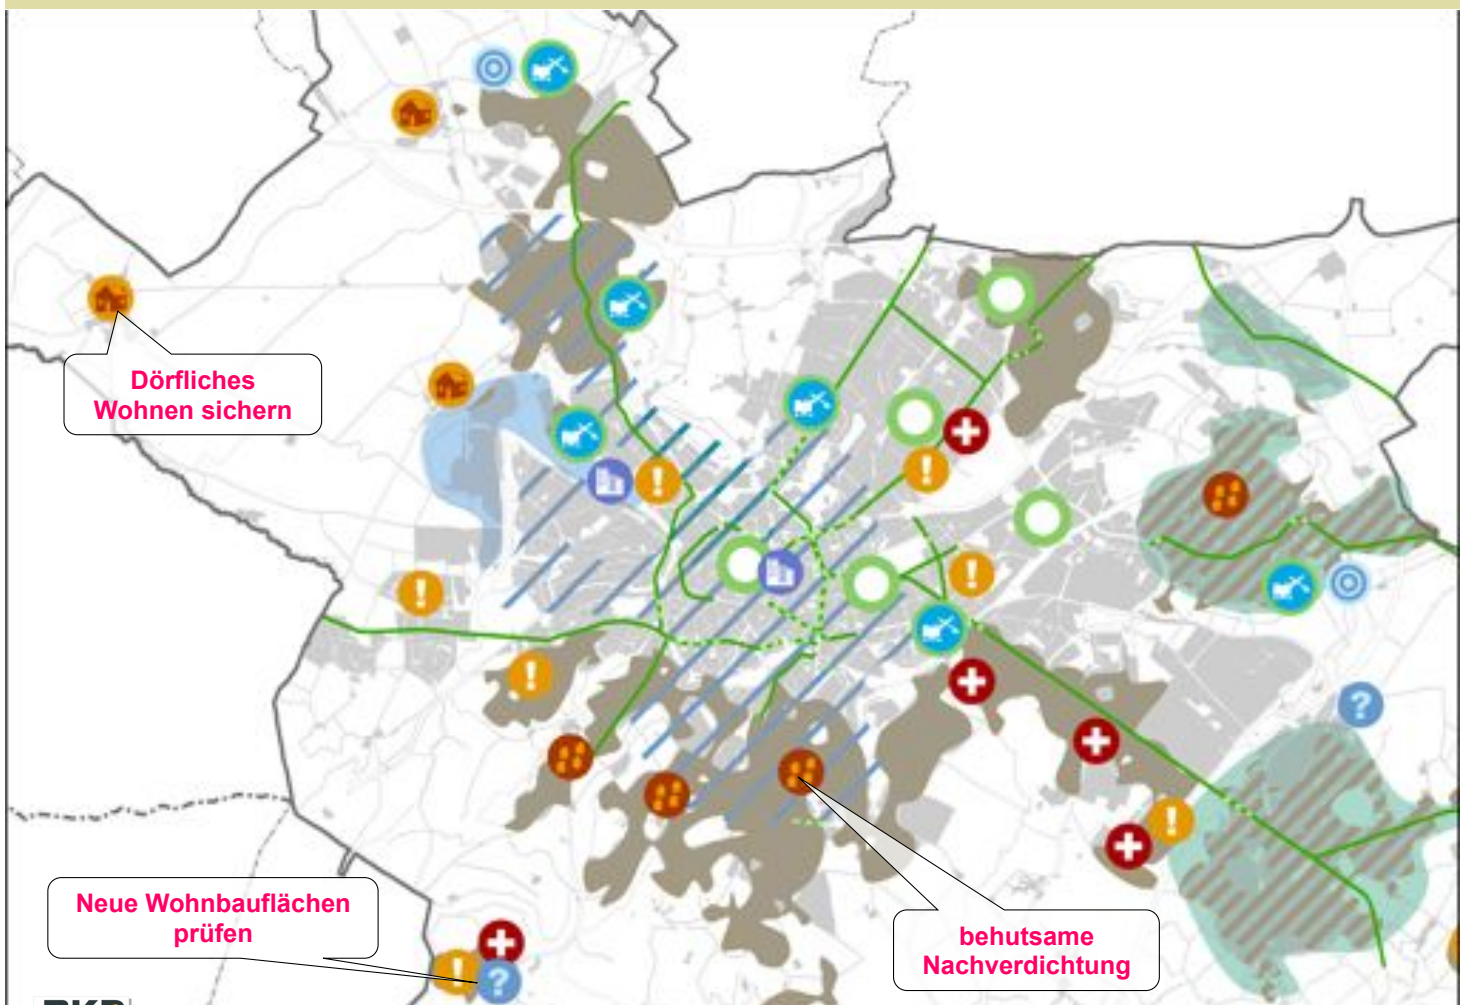 Dörfliches
Wohnen sichern
Neue Wohnbauflächen
prüfen
behutsame
Nachverdichtung